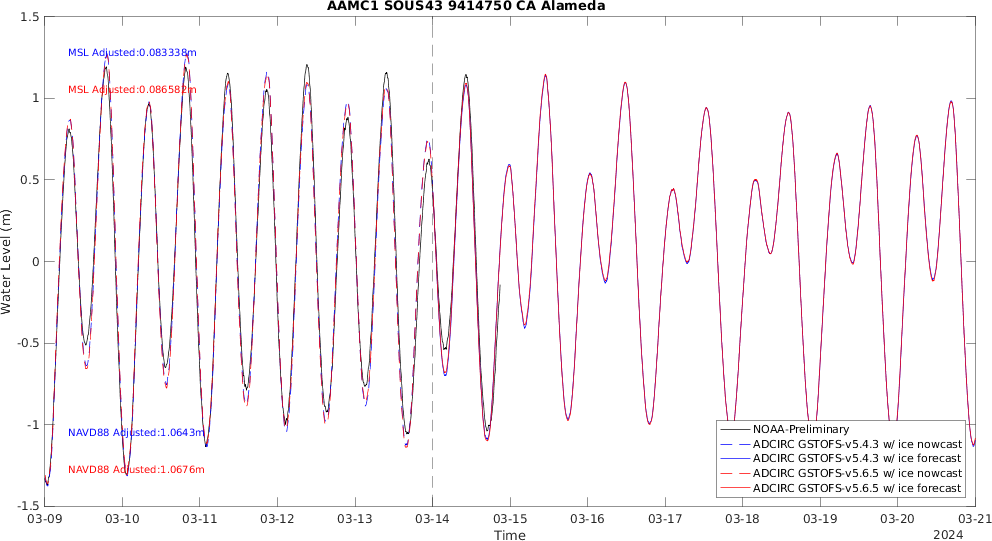 AAMC1 SOUS43 9414750 CA Alameda
1.5
1
0.5
0
-0.5
-1
-1.5
Water Level (m)
MSL Adjusted:0.083338m
MSL Adjusted:0.086582m
NAVD88 Adjusted:1.0643m
NAVD88 Adjusted:1.0676m
NOAA-Preliminary
ADCIRC GSTOFS-v5.4.3 w/ ice nowcast
ADCIRC GSTOFS-v5.4.3 w/ ice forecast
ADCIRC GSTOFS-v5.6.5 w/ ice nowcast
ADCIRC GSTOFS-v5.6.5 w/ ice forecast
03-09 03-10 03-11 03-12 03-13 03-14 03-15 03-16 03-17 03-18 03-19 03-20 03-21
Time
2024